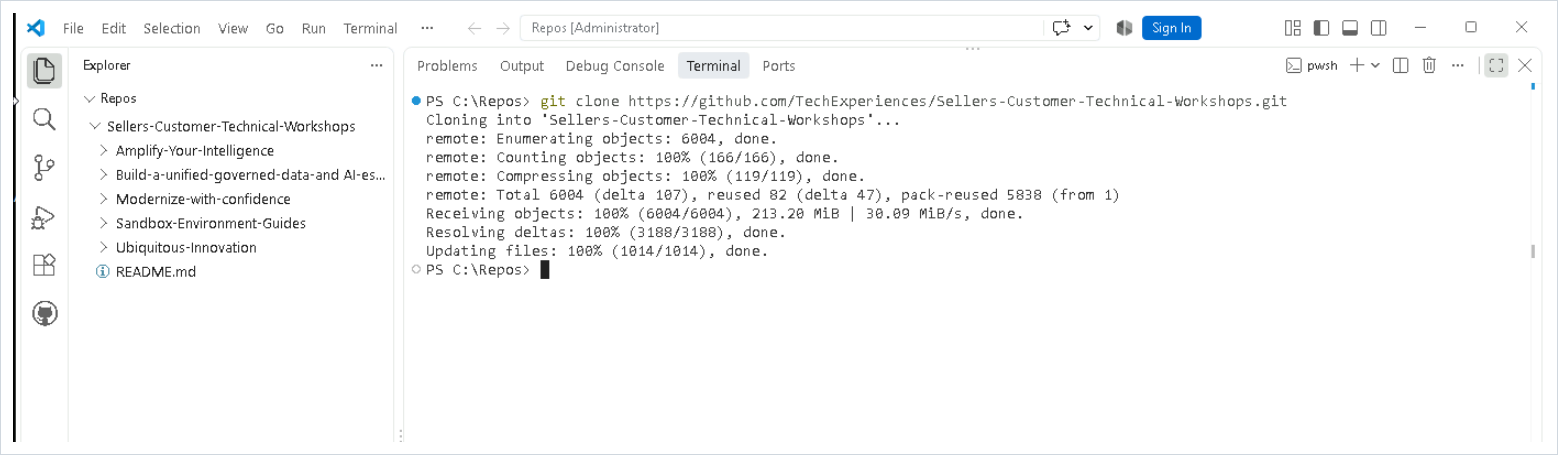 File Edit Selection View Go Run Terminal ··· Repos [Administrator] Sign In
Explorer ···
Repos
Sellers-Customer-Technical-Workshops
Amplify-Your-Intelligence
Build-a-unified-governed-data-and AI-es...
Modernize-with-confidence
Sandbox-Environment-Guides
Ubiquitous-Innovation
README.md
Problems Output Debug Console Terminal Ports pwsh ···
PS C:\Repos> git clone https://github.com/TechExperiences/Sellers-Customer-Technical-Workshops.git
Cloning into 'Sellers-Customer-Technical-Workshops'...
remote: Enumerating objects: 6004, done.
remote: Counting objects: 100% (166/166), done.
remote: Compressing objects: 100% (119/119), done.
remote: Total 6004 (delta 107), reused 82 (delta 47), pack-reused 5838 (from 1)
Receiving objects: 100% (6004/6004), 213.20 MiB | 30.09 MiB/s, done.
Resolving deltas: 100% (3188/3188), done.
Updating files: 100% (1014/1014), done.
PS C:\Repos>